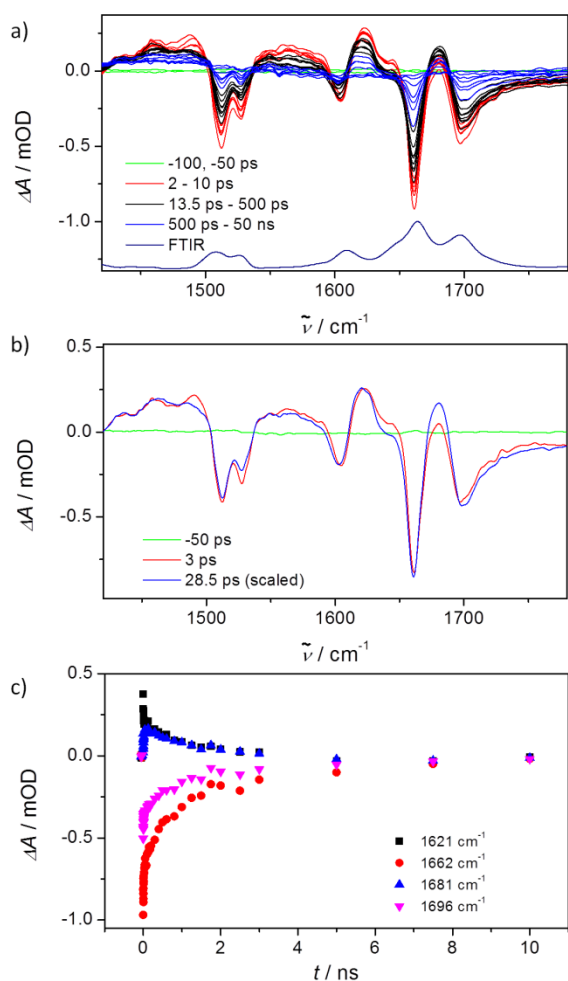 a)
0.0
-0.5
-1.0
ΔA / mOD
-100, -50 ps
2 - 10 ps
13.5 ps - 500 ps
500 ps - 50 ns
FTIR
1500
1600
1700
ṽ / cm⁻¹
b)
0.5
0.0
-0.5
ΔA / mOD
-50 ps
3 ps
28.5 ps (scaled)
1500
1600
1700
ṽ / cm⁻¹
c)
0.5
0.0
-0.5
-1.0
ΔA / mOD
1621 cm⁻¹
1662 cm⁻¹
1681 cm⁻¹
1696 cm⁻¹
0
2
4
6
8
10
t / ns